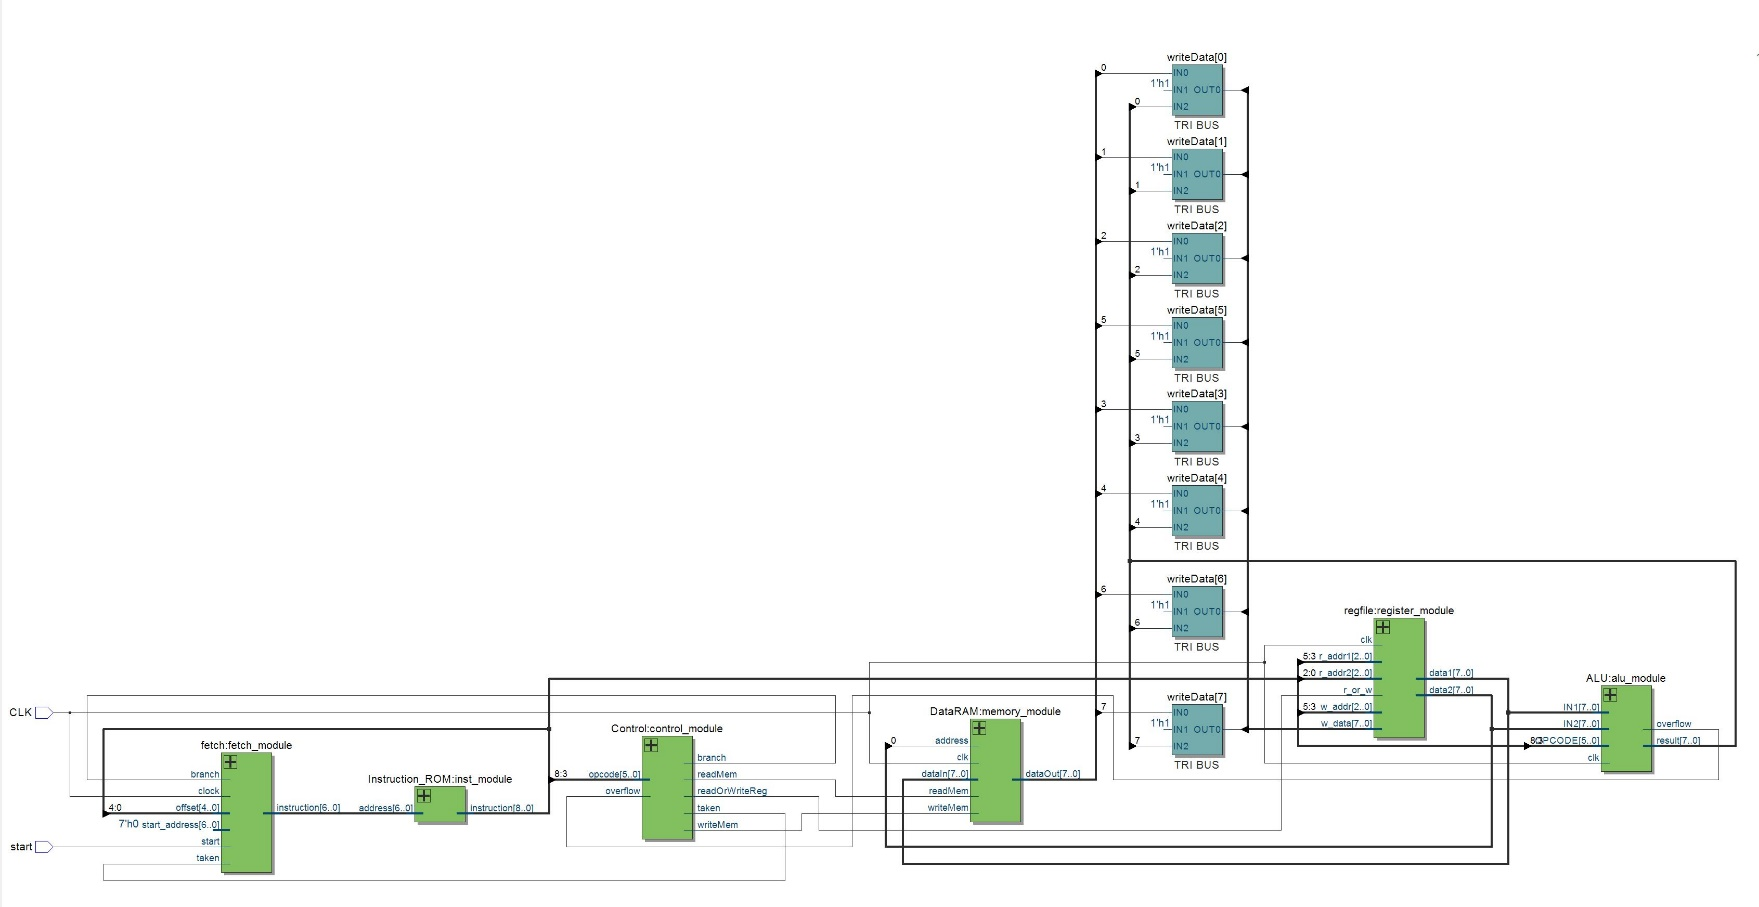 writeData[0]
0
IN0
1'h1
IN1 OUT0
0
IN2
TRI BUS
writeData[1]
1
IN0
1'h1
IN1 OUT0
1
IN2
TRI BUS
writeData[2]
2
IN0
1'h1
IN1 OUT0
2
IN2
TRI BUS
writeData[5]
5
IN0
1'h1
IN1 OUT0
5
IN2
TRI BUS
writeData[3]
3
IN0
1'h1
IN1 OUT0
3
IN2
TRI BUS
writeData[4]
4
IN0
1'h1
IN1 OUT0
4
IN2
TRI BUS
writeData[6]
6
IN0
1'h1
IN1 OUT0
6
IN2
TRI BUS
writeData[7]
7
IN0
1'h1
IN1 OUT0
7
IN2
TRI BUS
CLK
start
fetch:fetch_module
branch
clock
4:0 offset[4..0] instruction[6..0]
7'h0 start_address[6..0]
start
taken
Instruction_ROM:inst_module
address[6..0] instruction[8..0]
Control:control_module
branch
8:3 opcode[5..0] readMem
overflow readOrWriteReg
taken
writeMem
DataRAM:memory_module
0 address
clk
dataIn[7..0] dataOut[7..0]
readMem
writeMem
regfile:register_module
clk
5:3 r_addr1[2..0]
2:0 r_addr2[2..0] data1[7..0]
r_or_w data2[7..0]
5:3 w_addr[2..0]
w_data[7..0]
ALU:alu_module
IN1[7..0]
IN2[7..0] overflow
OPCODE[5..0] result[7..0]
clk